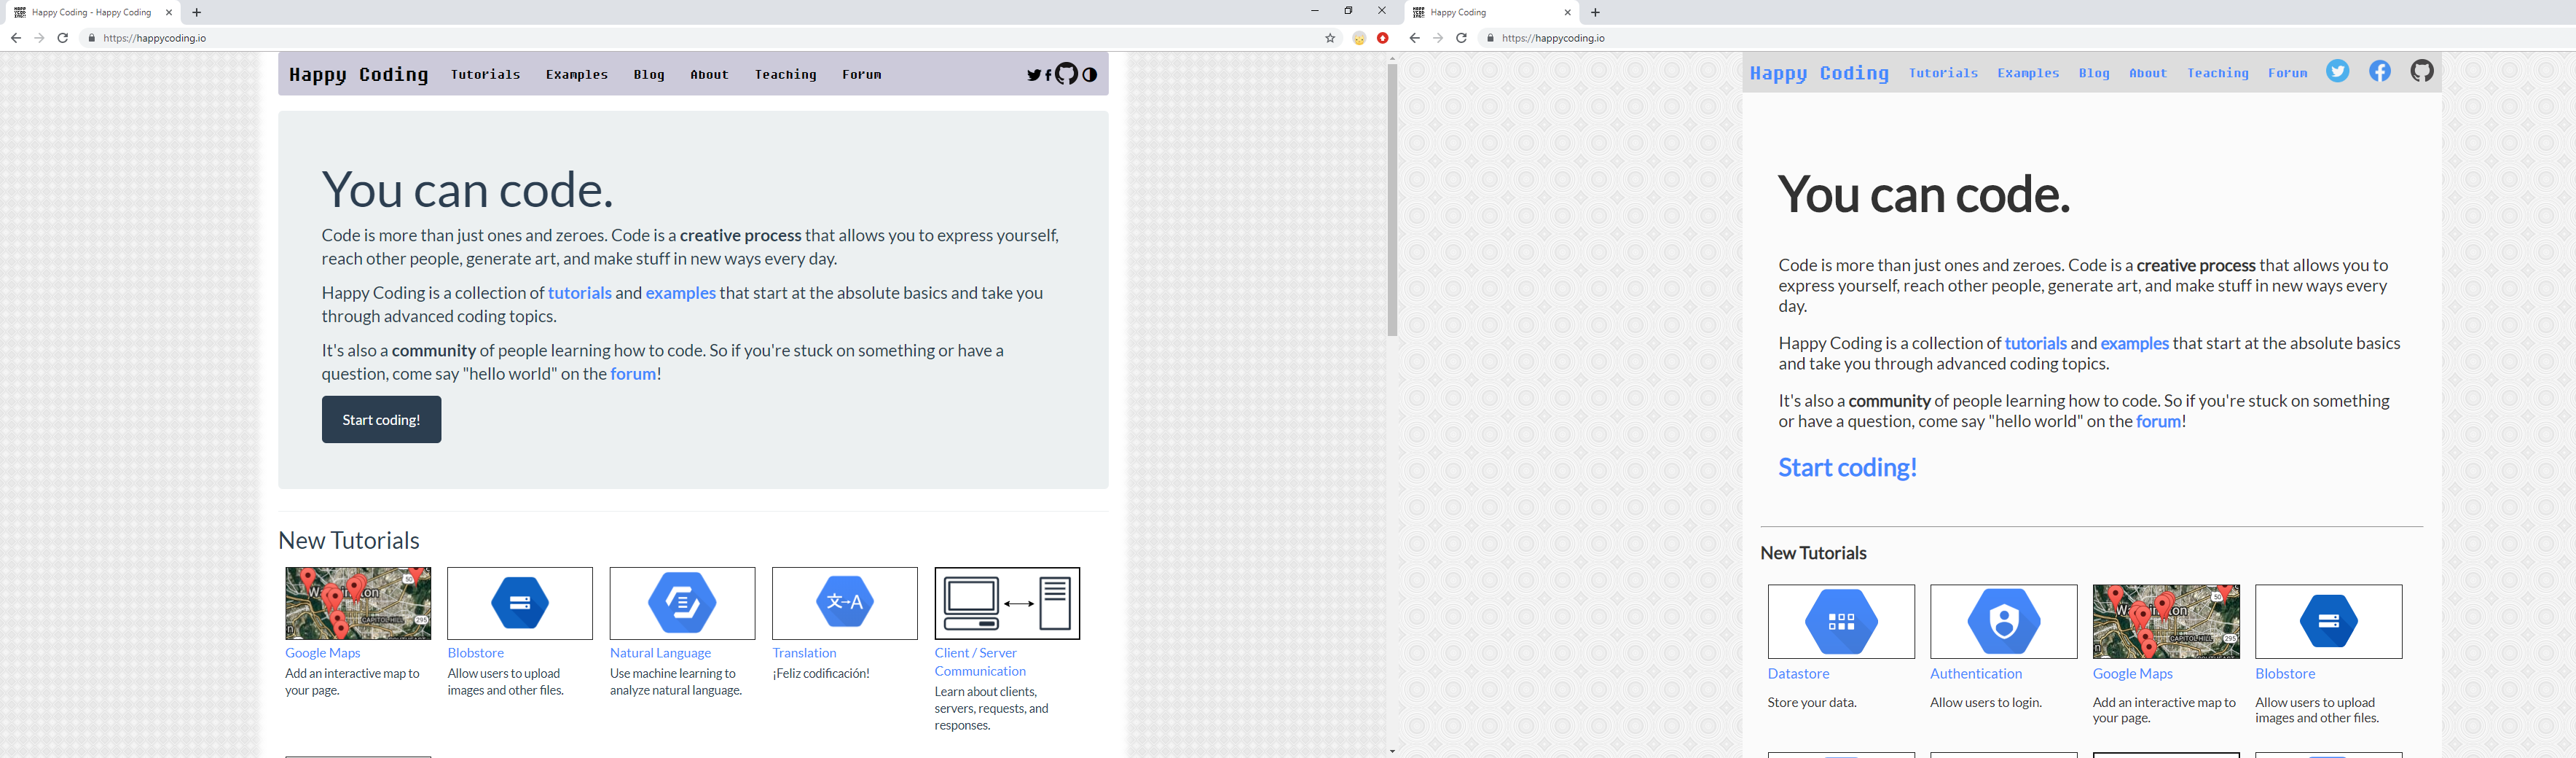 Happy Coding - Happy Coding
https://happycoding.io
Happy Coding Tutorials Examples Blog About Teaching Forum
You can code.
Code is more than just ones and zeroes. Code is a creative process that allows you to express yourself,
reach other people, generate art, and make stuff in new ways every day.
Happy Coding is a collection of tutorials and examples that start at the absolute basics and take you
through advanced coding topics.
It's also a community of people learning how to code. So if you're stuck on something or have a
question, come say "hello world" on the forum!
Start coding!
New Tutorials
Google Maps
Add an interactive map to
your page.
Blobstore
Allow users to upload
images and other files.
文→A
Natural Language
Use machine learning to
analyze natural language.
Translation
¡Feliz codificación!
Client / Server
Communication
Learn about clients,
servers, requests, and
responses.
Happy Coding
https://happycoding.io
Happy Coding Tutorials Examples Blog About Teaching Forum
You can code.
Code is more than just ones and zeroes. Code is a creative process that allows you to
express yourself, reach other people, generate art, and make stuff in new ways every
day.
Happy Coding is a collection of tutorials and examples that start at the absolute basics
and take you through advanced coding topics.
It's also a community of people learning how to code. So if you're stuck on something
or have a question, come say "hello world" on the forum!
Start coding!
New Tutorials
Datastore
Store your data.
Authentication
Allow users to login.
Google Maps
Add an interactive map to
your page.
Blobstore
Allow users to upload
images and other files.